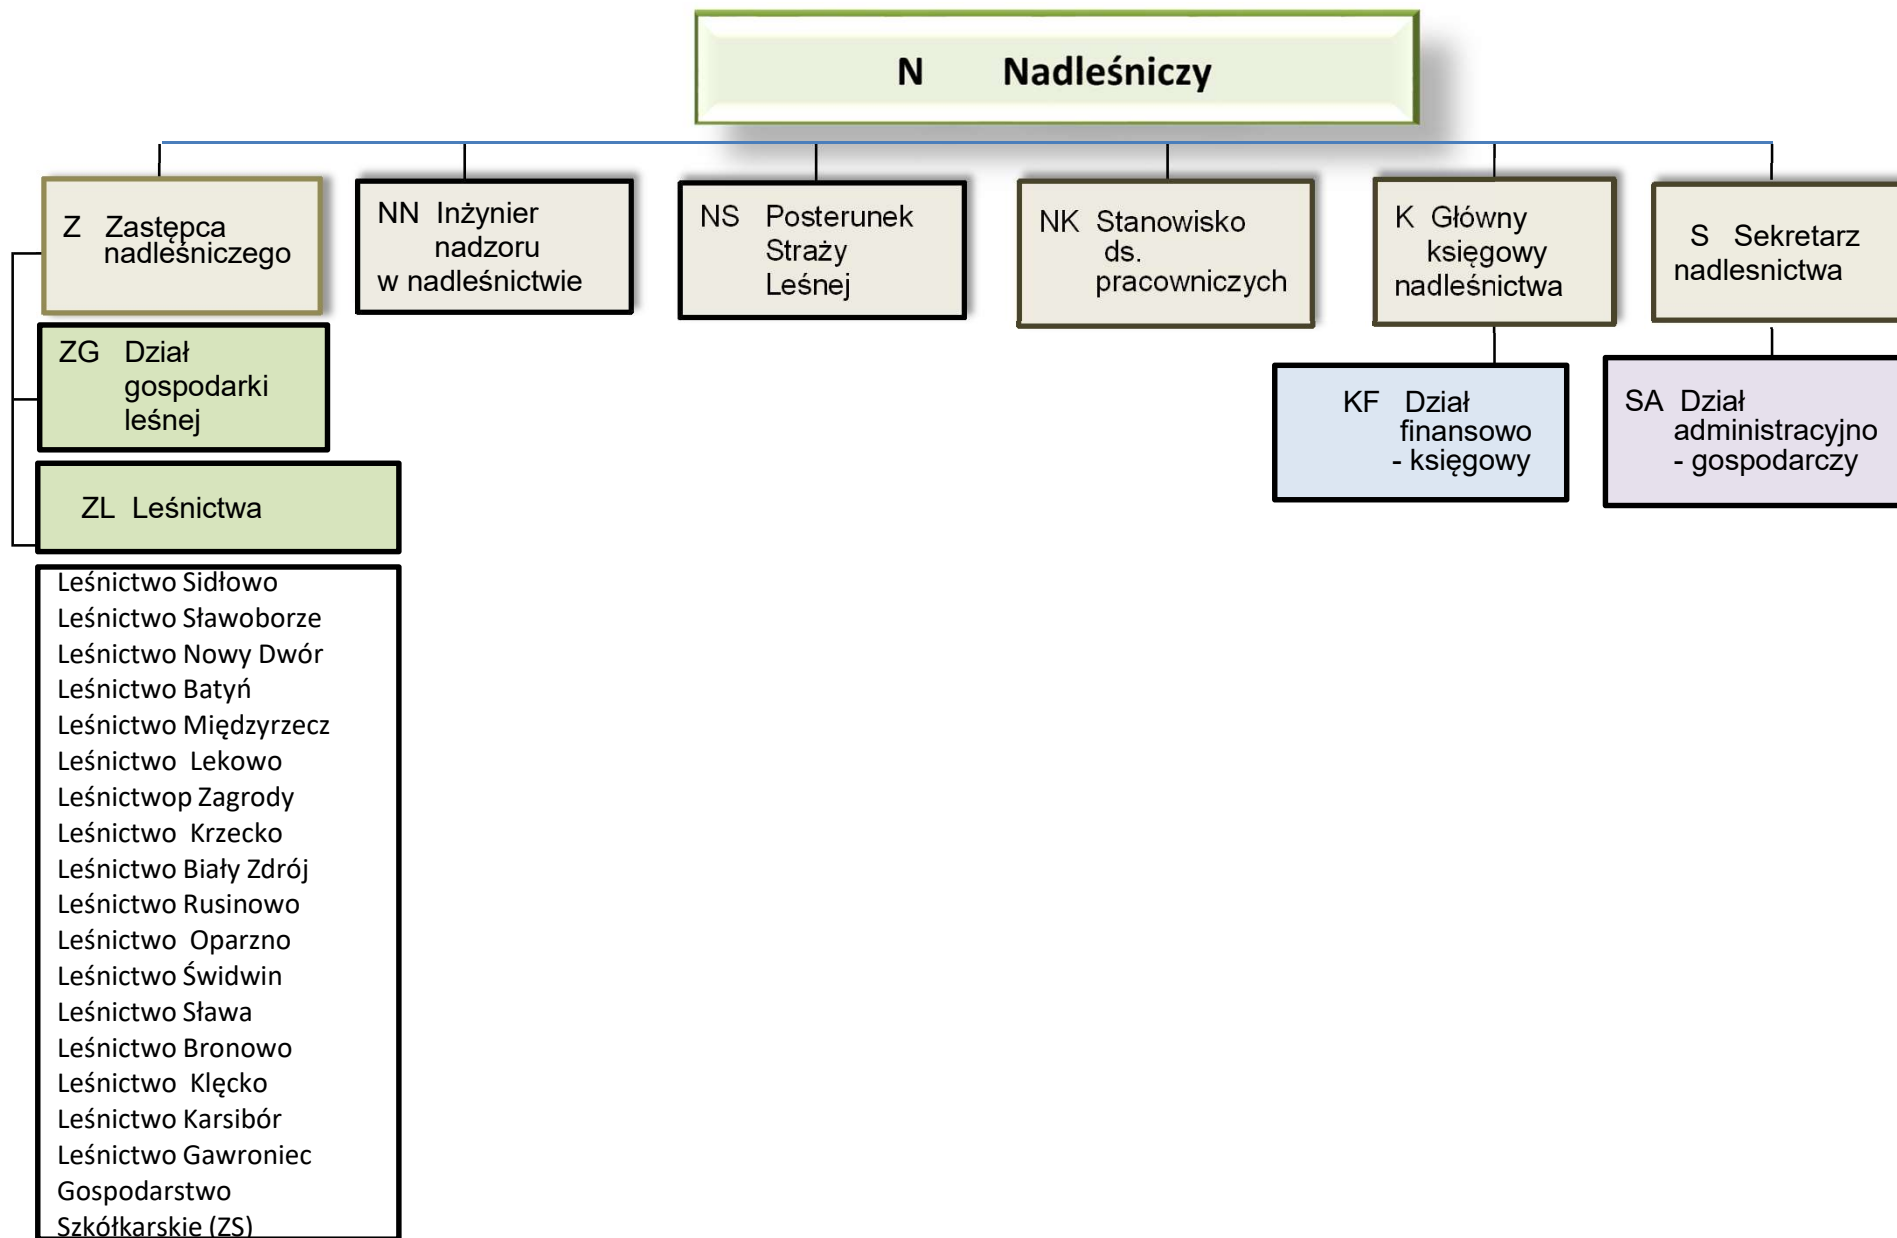 N Nadleśniczy
Z Zastępca
nadleśniczego
NN Inżynier
nadzoru
w nadleśnictwie
NS Posterunek
Straży
Leśnej
NK Stanowisko
ds.
pracowniczych
K Główny
księgowy
nadleśnictwa
S Sekretarz
nadlesnictwa
ZG Dział
gospodarki
leśnej
KF Dział
finansowo
- księgowy
SA Dział
administracyjno
- gospodarczy
ZL Leśnictwa
Leśnictwo Sidłowo
Leśnictwo Sławoborze
Leśnictwo Nowy Dwór
Leśnictwo Batyń
Leśnictwo Międzyrzecz
Leśnictwo Lekowo
Leśnictwop Zagrody
Leśnictwo Krzecko
Leśnictwo Biały Zdrój
Leśnictwo Rusinowo
Leśnictwo Oparzno
Leśnictwo Świdwin
Leśnictwo Sława
Leśnictwo Bronowo
Leśnictwo Klęcko
Leśnictwo Karsibór
Leśnictwo Gawroniec
Gospodarstwo
Szkółkarskie (ZS)